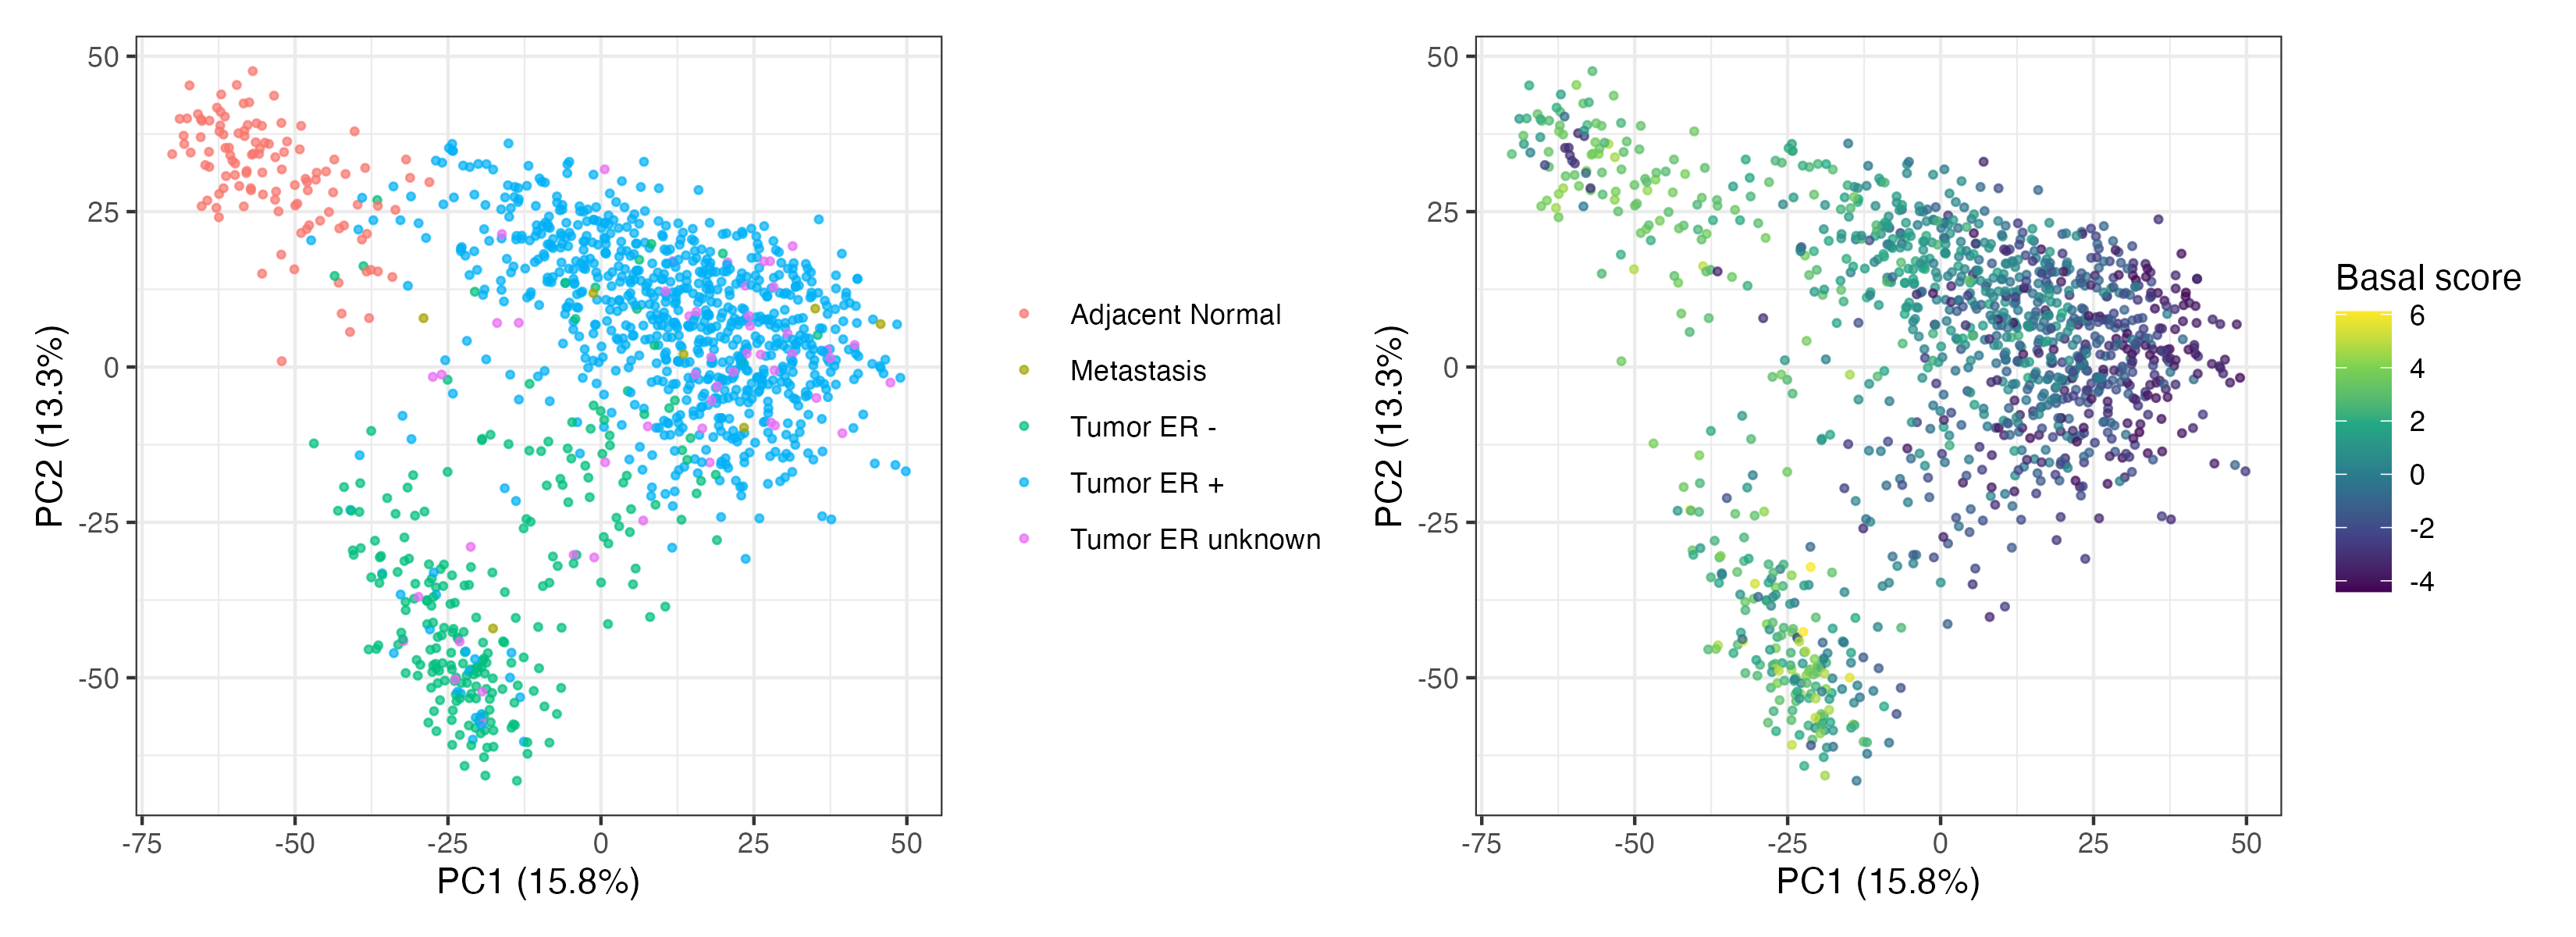 50
25
0
-25
-50
PC2 (13.3%)
-75
-50
-25
0
25
50
PC1 (15.8%)
Adjacent Normal
Metastasis
Tumor ER -
Tumor ER +
Tumor ER unknown
50
25
0
-25
-50
PC2 (13.3%)
-75
-50
-25
0
25
50
PC1 (15.8%)
Basal score
6
4
2
0
-2
-4